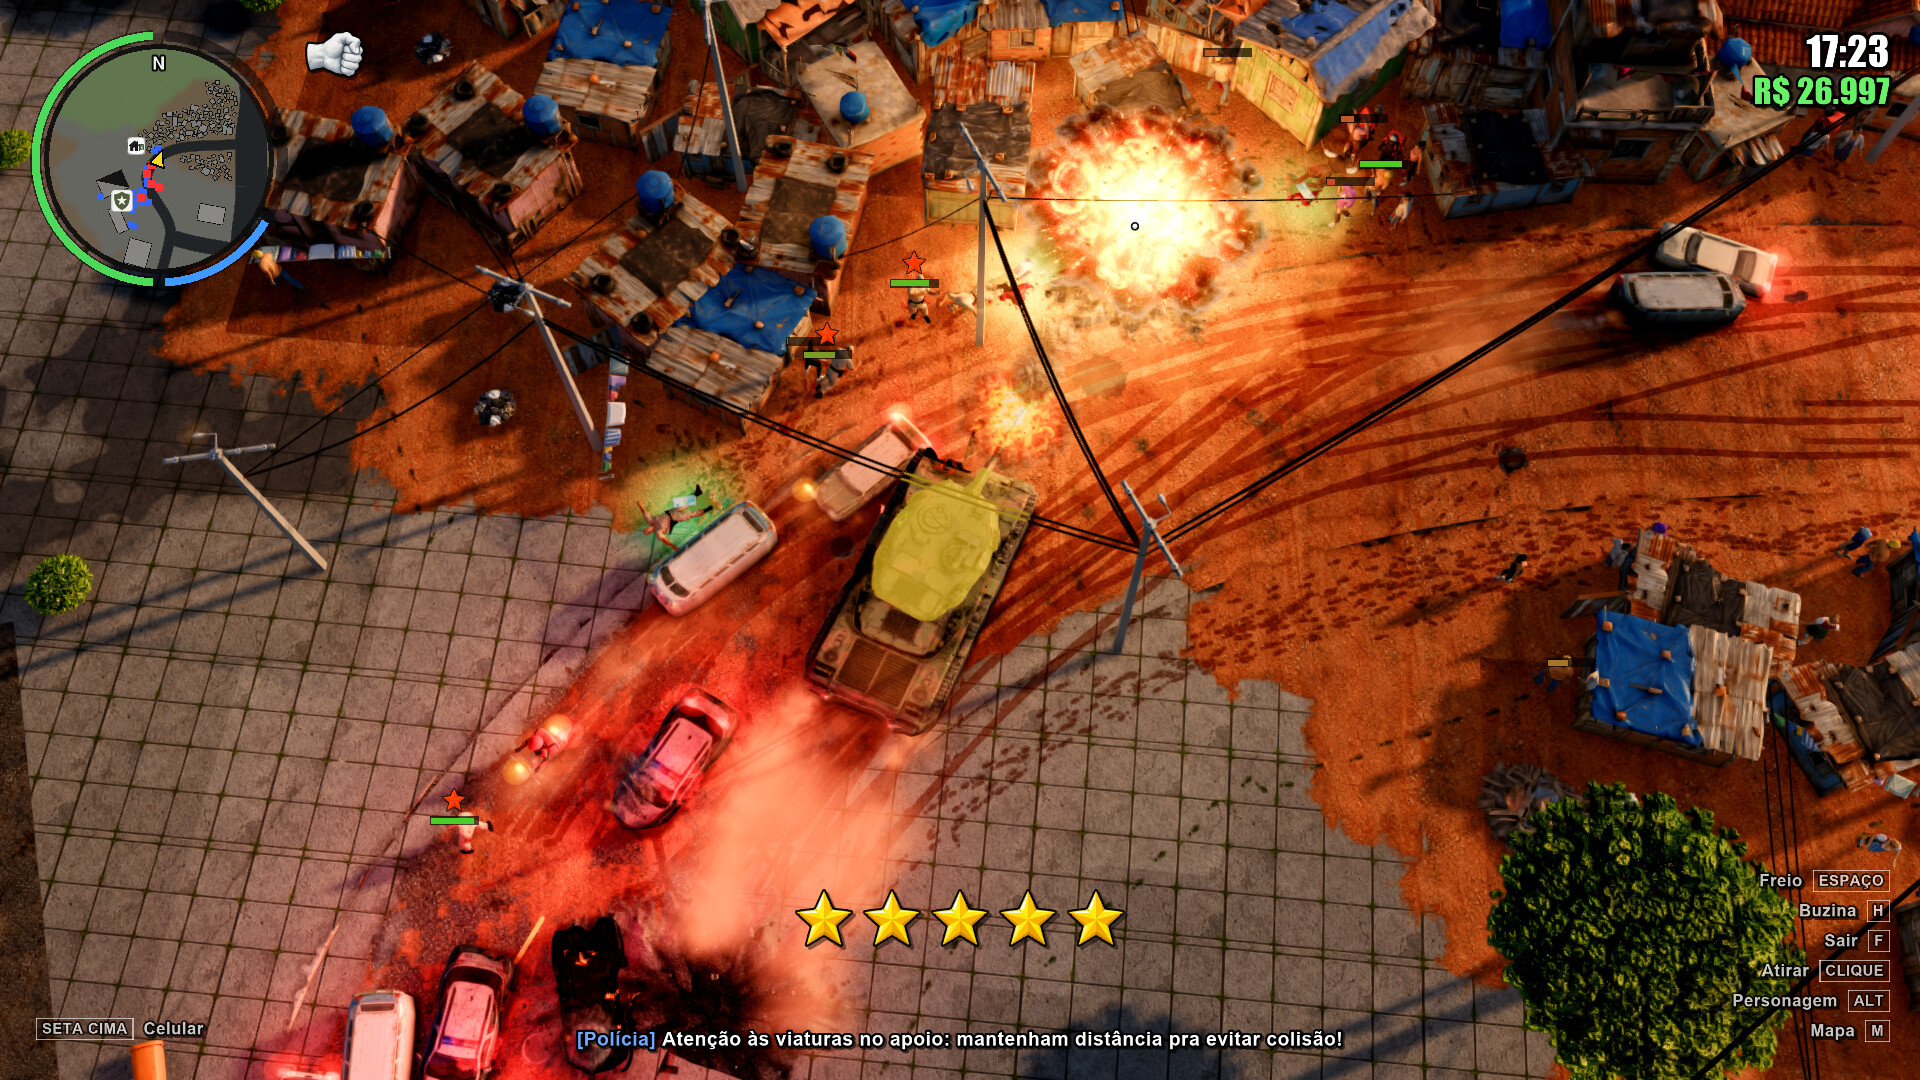 N
17:23
R$ 26.997
Freio ESPAÇO
Buzina H
Sair F
Atirar CLIQUE
Personagem ALT
Mapa M
SETA CIMA Celular
[Polícia] Atenção às viaturas no apoio: mantenham distância pra evitar colisão!